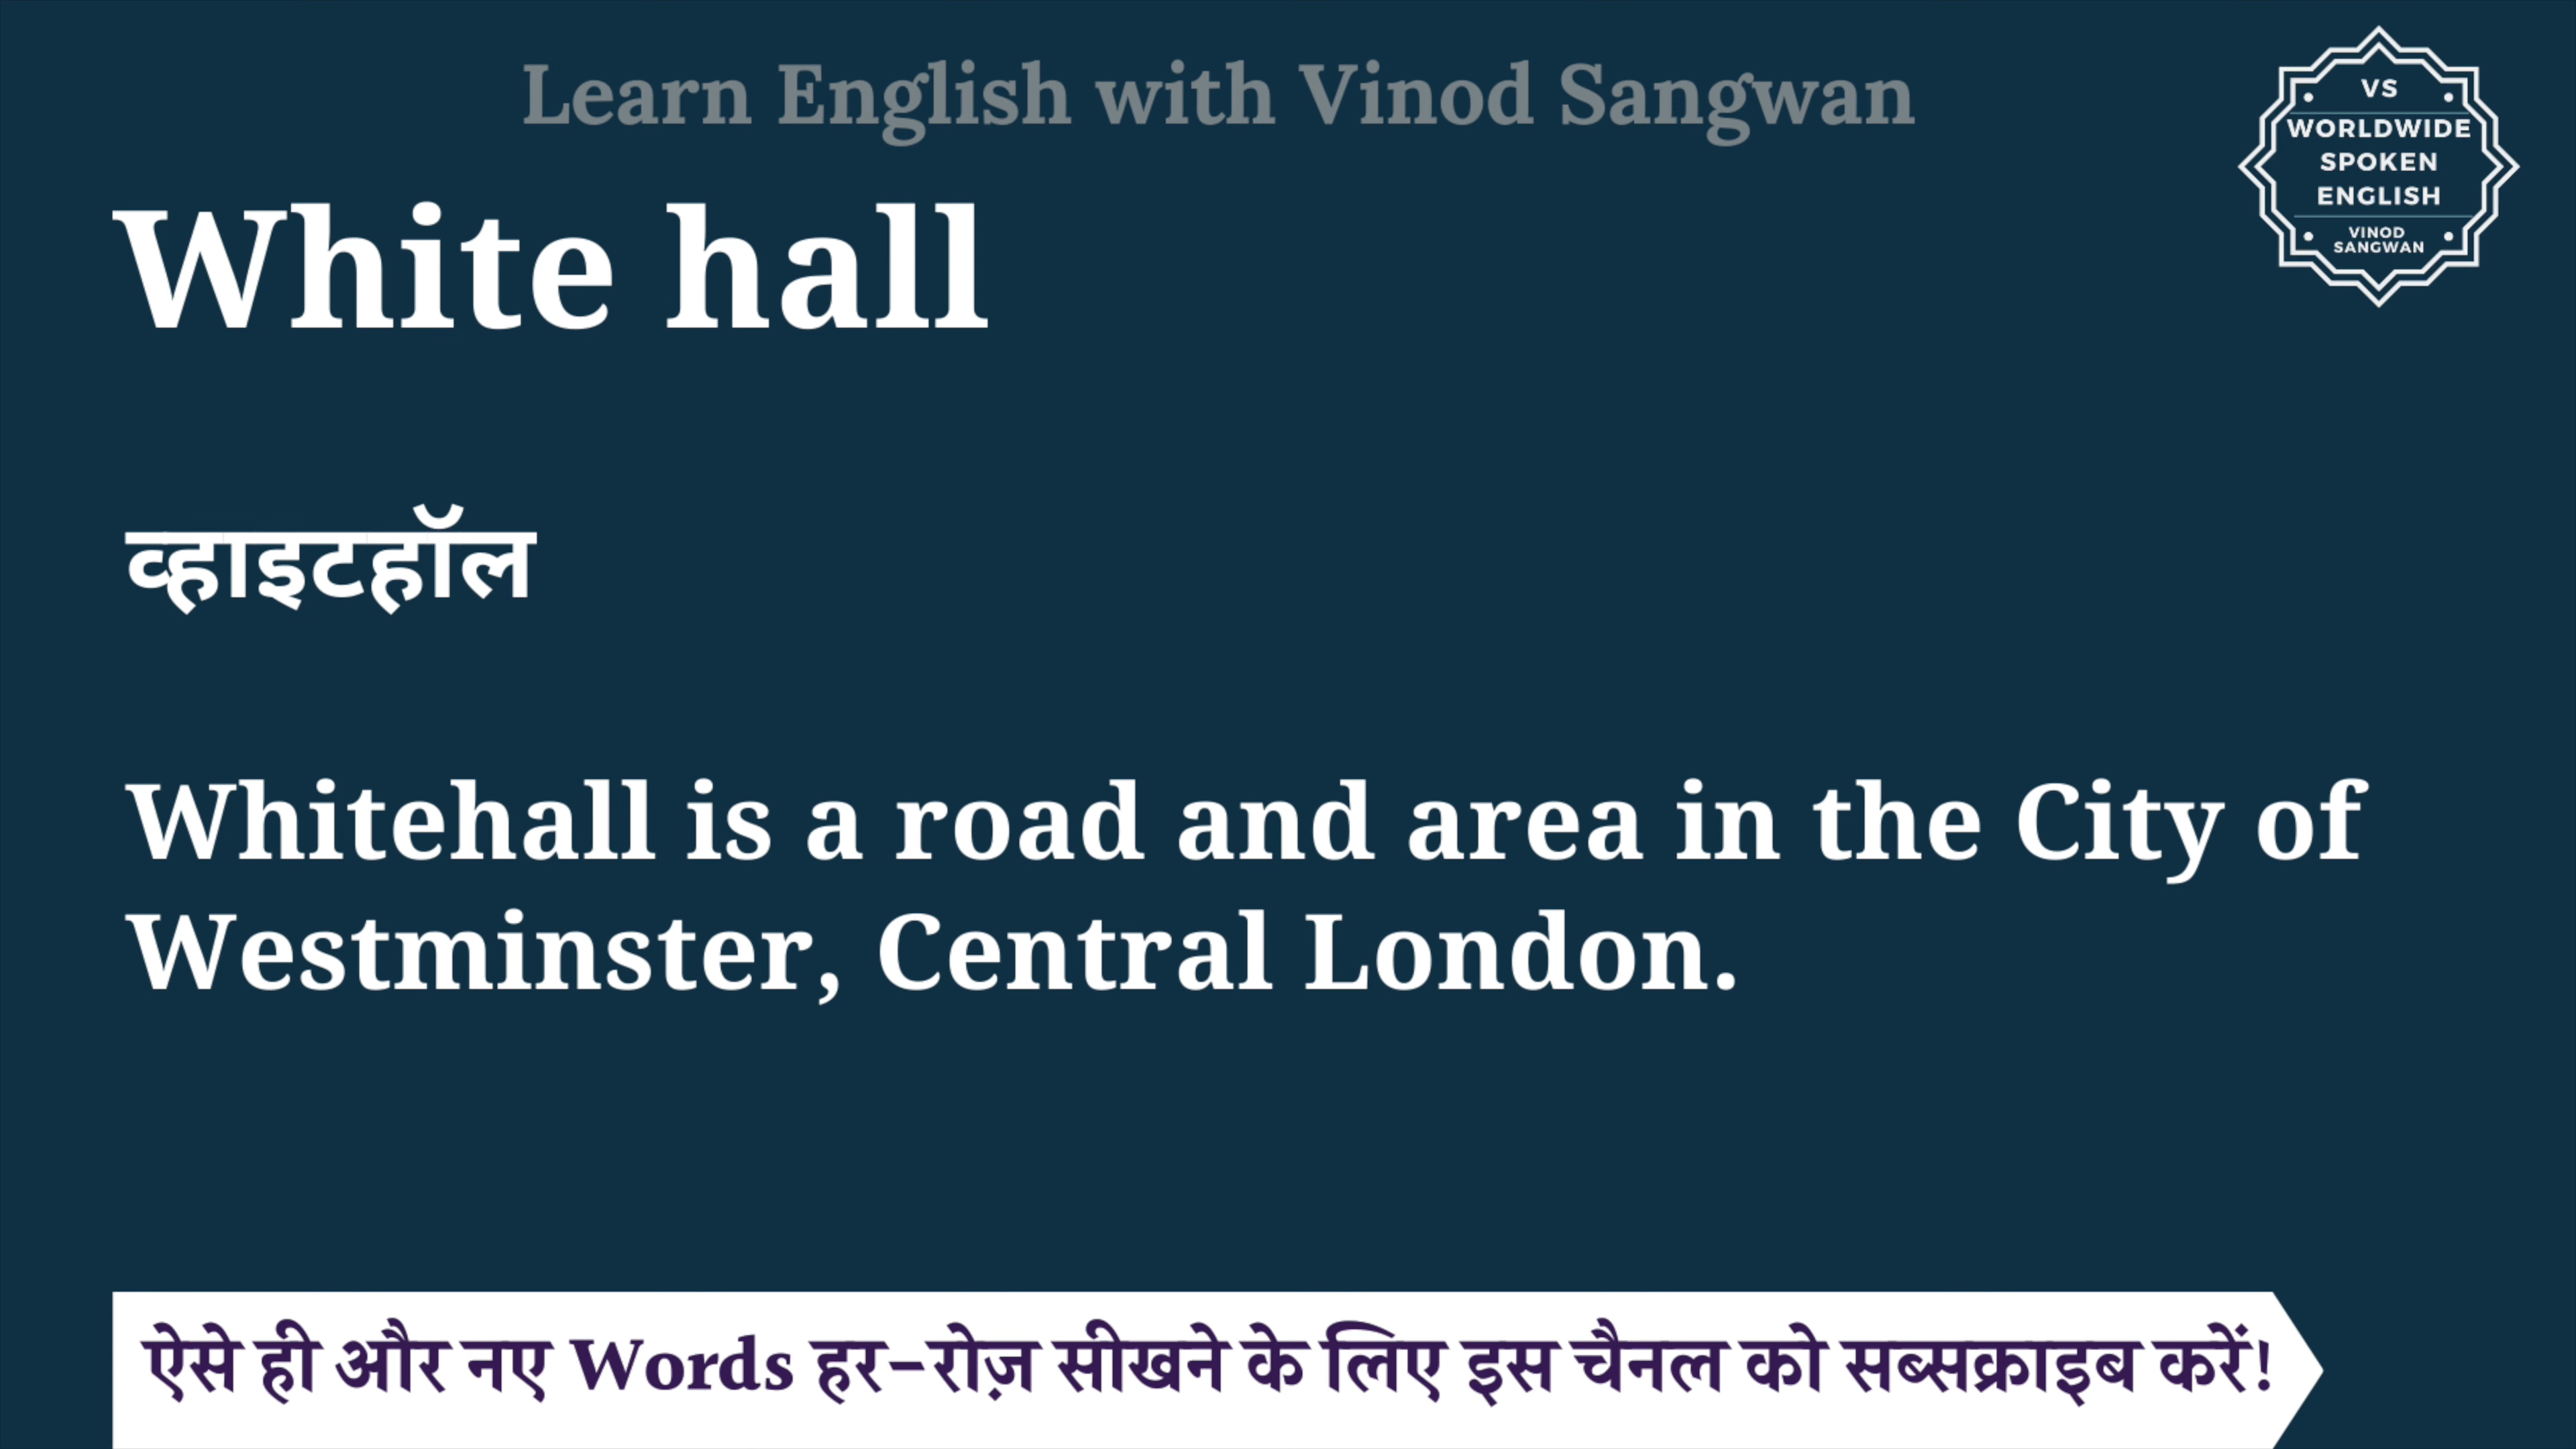 Learn English with Vinod Sangwan
VS
WORLDWIDE
SPOKEN
ENGLISH
VINOD
SANGWAN
White hall
व्हाइटहॉल
Whitehall is a road and area in the City of
Westminster, Central London.
ऐसे ही और नए Words हर-रोज़ सीखने के लिए इस चैनल को सब्सक्राइब करें!